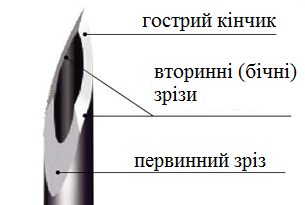 гострий кінчик
вторинні (бічні)
зрізи
первинний зріз